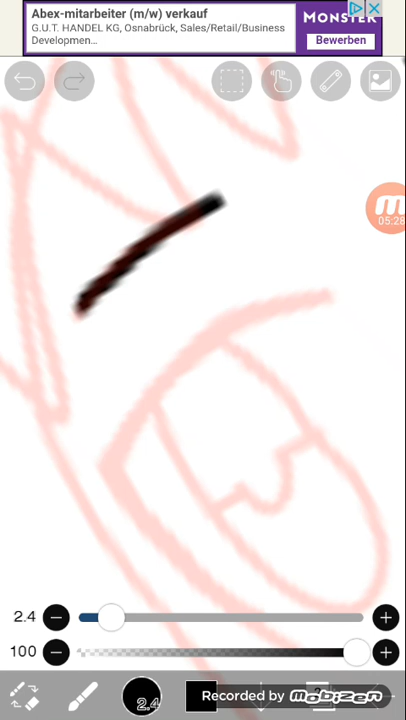 Abex-mitarbeiter (m/w) verkauf
G.U.T. HANDEL KG, Osnabrück, Sales/Retail/Business
Developmen...
MONSTER
Bewerben
05:28
2.4
100
2.4
Recorded by mobizen